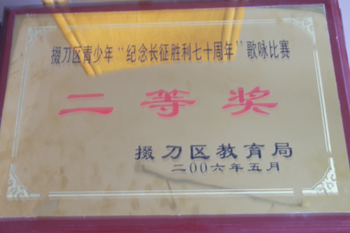 掇刀区青少年“纪念长征胜利七十周年”歌咏比赛
二等奖
掇刀区教育局
二00六年五月